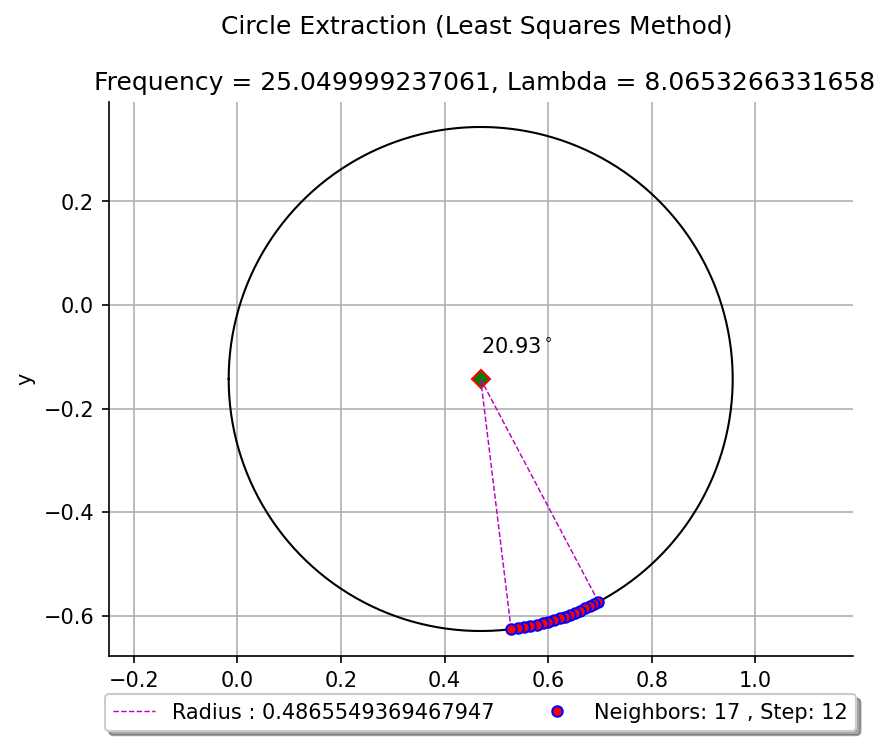 Circle Extraction (Least Squares Method)
Frequency = 25.049999237061, Lambda = 8.0653266331658
0.2
0.0
20.93°
y
−0.2
−0.4
−0.6
−0.2 0.0 0.2 0.4 0.6 0.8 1.0
Radius : 0.4865549369467947 Neighbors: 17 , Step: 12